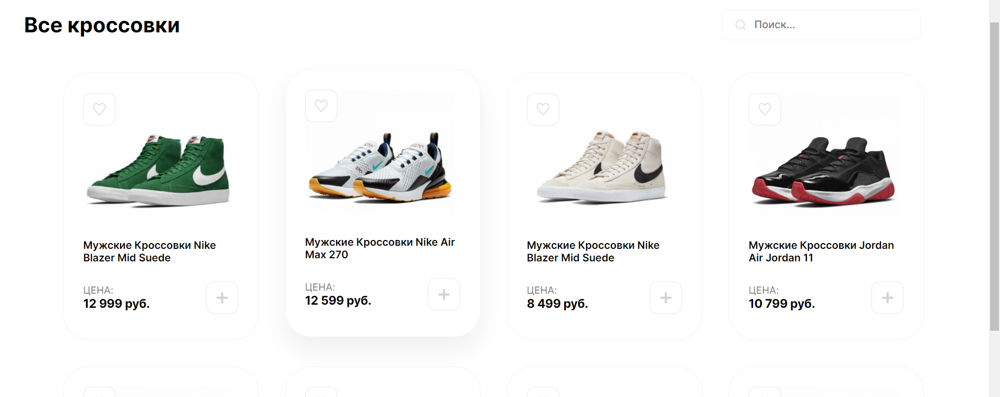 Все кроссовки
Поиск...
Мужские Кроссовки Nike
Blazer Mid Suede
ЦЕНА:
12 999 руб.
Мужские Кроссовки Nike Air
Max 270
ЦЕНА:
12 599 руб.
Мужские Кроссовки Nike
Blazer Mid Suede
ЦЕНА:
8 499 руб.
Мужские Кроссовки Jordan
Air Jordan 11
ЦЕНА:
10 799 руб.